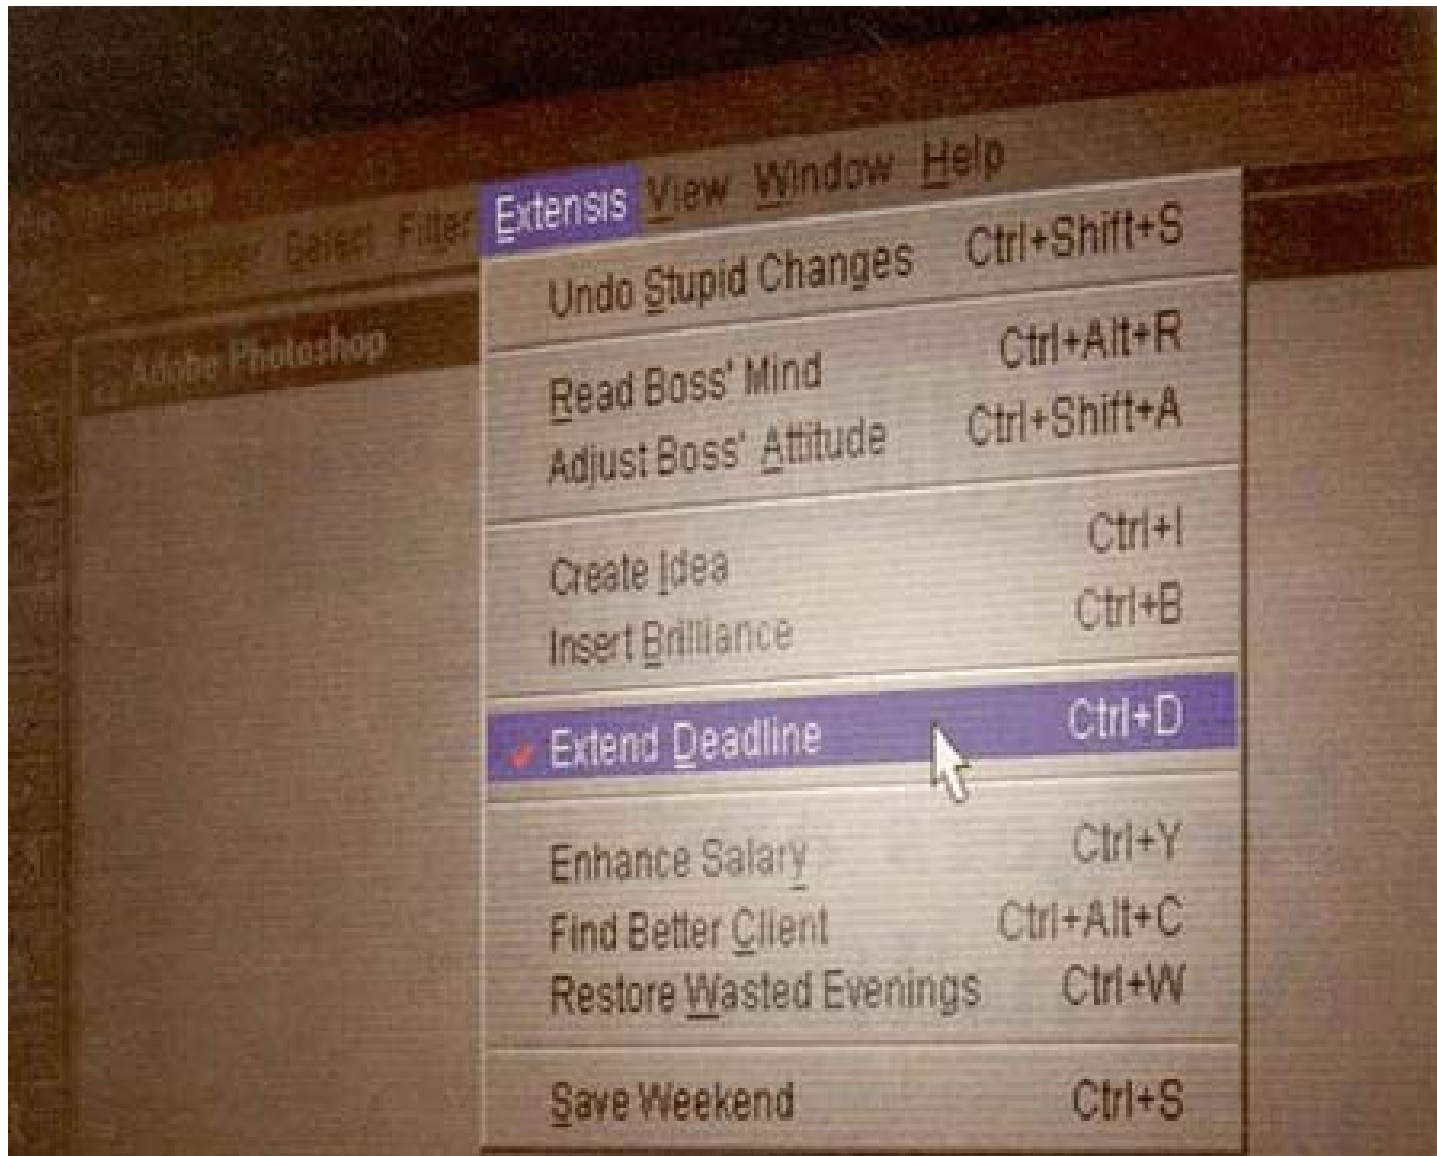 Select Filter Extensis View Window Help
Adobe Photoshop
Undo Stupid Changes Ctrl+Shift+S
Read Boss' Mind Ctrl+Alt+R
Adjust Boss' Attitude Ctrl+Shift+A
Create Idea Ctrl+I
Insert Brilliance Ctrl+B
Extend Deadline Ctrl+D
Enhance Salary Ctrl+Y
Find Better Client Ctrl+Alt+C
Restore Wasted Evenings Ctrl+W
Save Weekend Ctrl+S